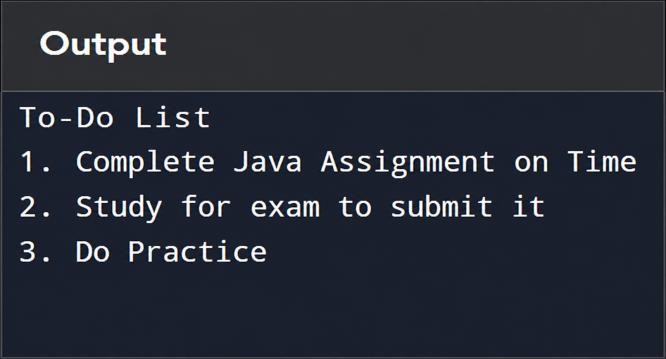 Output
To-Do List
1. Complete Java Assignment on Time
2. Study for exam to submit it
3. Do Practice